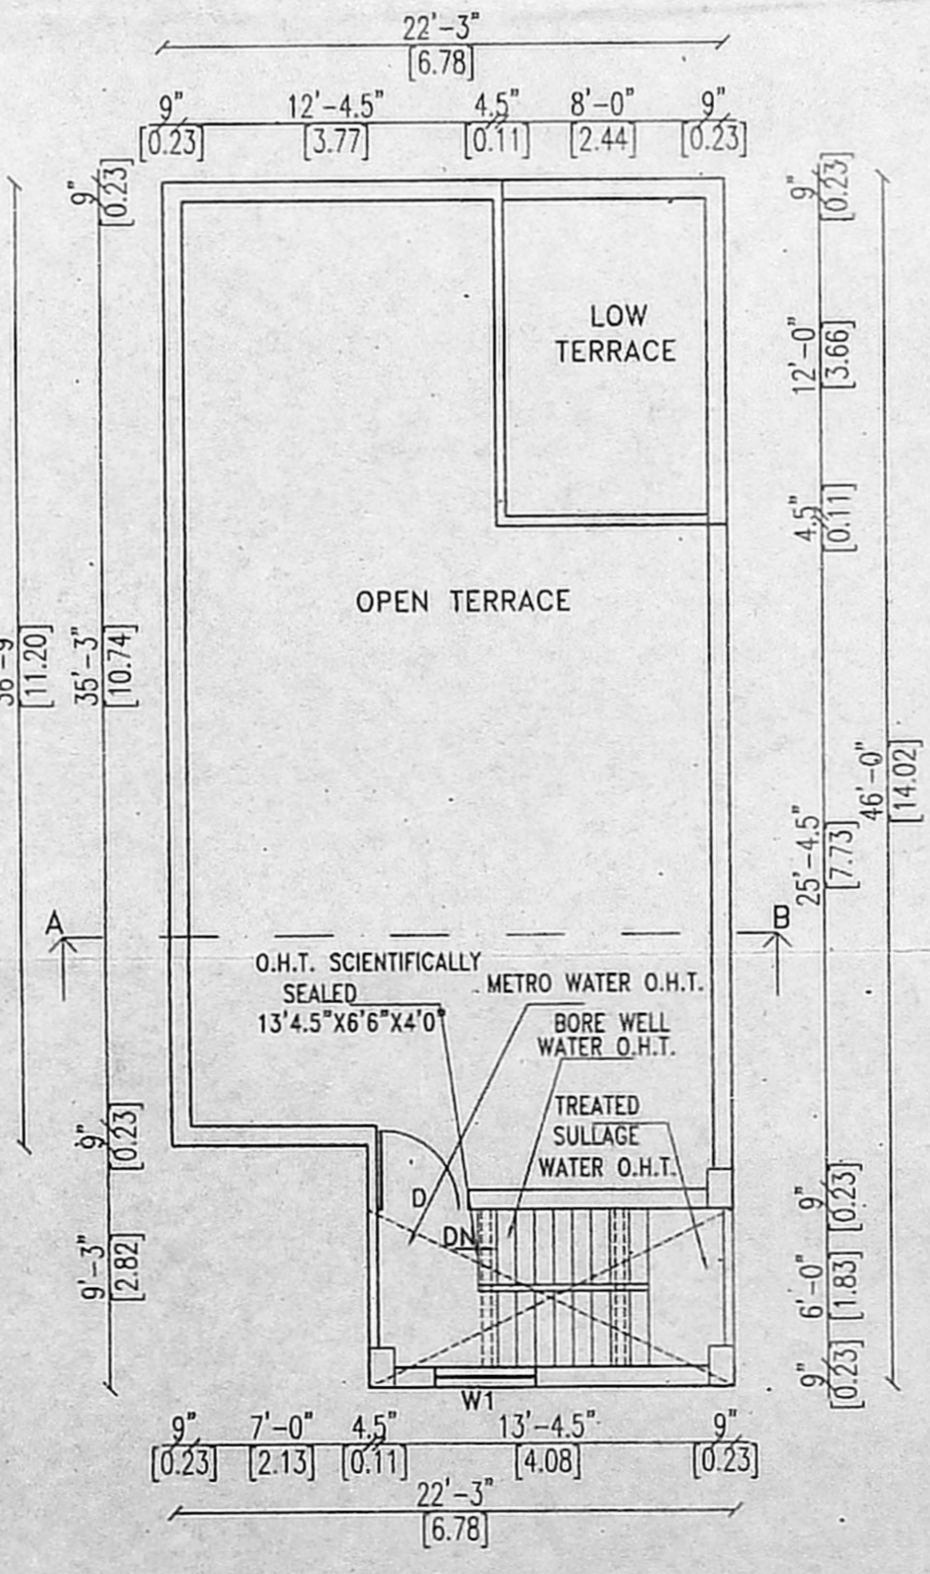 22'-3"
[6.78]
9" 12'-4.5" 4.5" 8'-0" 9"
[0.23] [3.77] [0.11] [2.44] [0.23]
9"
[0.23]
9"
[0.23]
LOW
TERRACE
12'-0"
[3.66]
4.5"
[0.11]
OPEN TERRACE
[11.20]
35'-3"
[10.74]
46'-0"
[14.02]
25'-4.5"
[7.73]
A
B
O.H.T. SCIENTIFICALLY
SEALED
13'4.5"X6'6"X4'0"
METRO WATER O.H.T.
BORE WELL
WATER O.H.T.
TREATED
SULLAGE
WATER O.H.T.
9"
[0.23]
D
DN
9'-3"
[2.82]
9"
[0.23]
6'-0"
[1.83]
9"
[0.23]
W1
9" 7'-0" 4.5" 13'-4.5" 9"
[0.23] [2.13] [0.11] [4.08] [0.23]
22'-3"
[6.78]